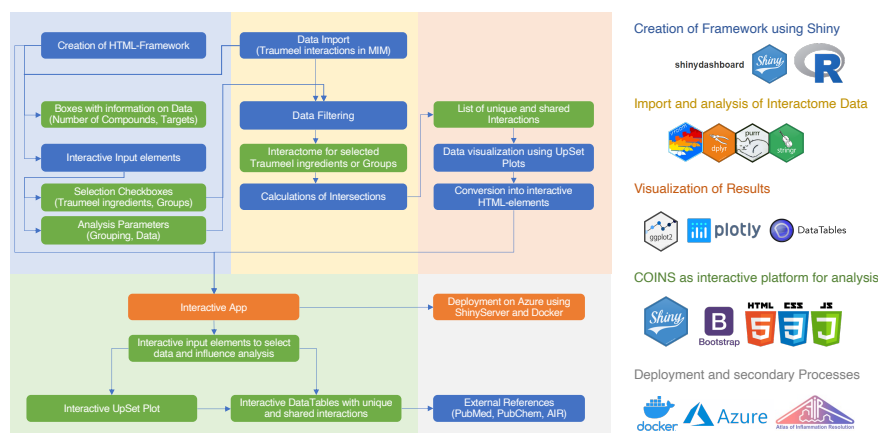 Creation of HTML-Framework
Data Import
(Traumeel interactions in MIM)
Boxes with information on Data
(Number of Compounds, Targets)
Data Filtering
List of unique and shared
Interactions
Interactive Input elements
Interactome for selected
Traumeel ingredients or Groups
Data visualization using UpSet
Plots
Selection Checkboxes
(Traumeel ingredients, Groups)
Calculations of Intersections
Conversion into interactive
HTML-elements
Analysis Parameters
(Grouping, Data)
Interactive App
Deployment on Azure using
ShinyServer and Docker
Interactive input elements to select
data and influence analysis
Interactive UpSet Plot
Interactive DataTables with unique
and shared interactions
External References
(PubMed, PubChem, AIR)
Creation of Framework using Shiny
shinydashboard
Shiny
R
Import and analysis of Interactome Data
dplyr
purrr
stringr
Visualization of Results
ggplot2
plotly
DataTables
COINS as interactive platform for analysis
Shiny
B
Bootstrap
HTML
5
CSS
3
JS
Deployment and secondary Processes
docker
Azure
Atlas of Inflammation Resolution